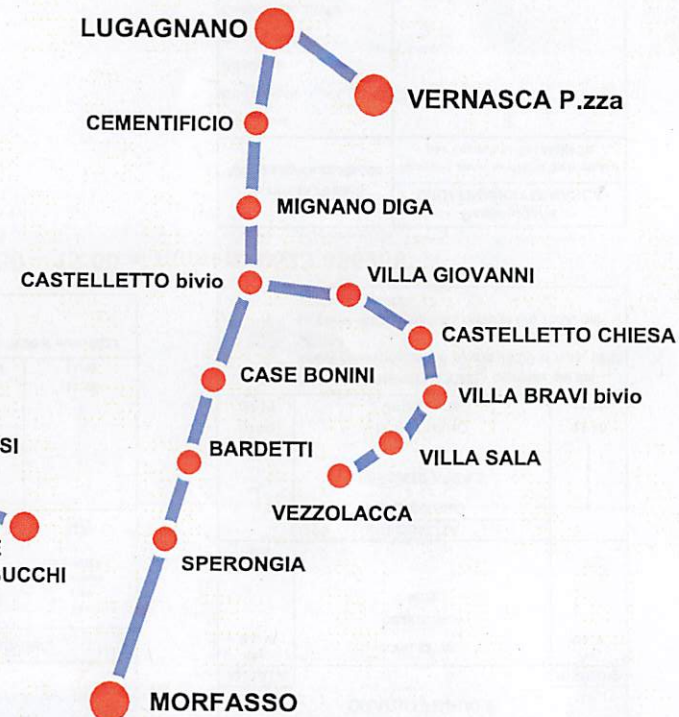 LUGAGNANO
VERNASCA P.zza
CEMENTIFICIO
MIGNANO DIGA
CASTELLETTO bivio
VILLA GIOVANNI
CASTELLETTO CHIESA
CASE BONINI
VILLA BRAVI bivio
SI
BARDETTI
VILLA SALA
VEZZOLACCA
E
BUCCHI
SPERONGIA
MORFASSO